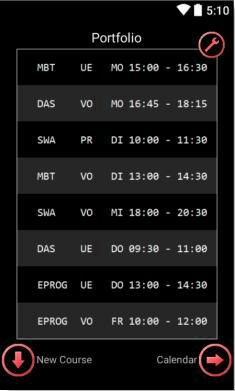 5:10
Portfolio
MBT UE MO 15:00 - 16:30
DAS VO MO 16:45 - 18:15
SWA PR DI 10:00 - 11:30
MBT VO DI 13:00 - 14:30
SWA VO MI 18:00 - 20:30
DAS UE DO 09:30 - 11:00
EPROG UE DO 13:00 - 14:30
EPROG VO FR 10:00 - 12:00
New Course Calendar